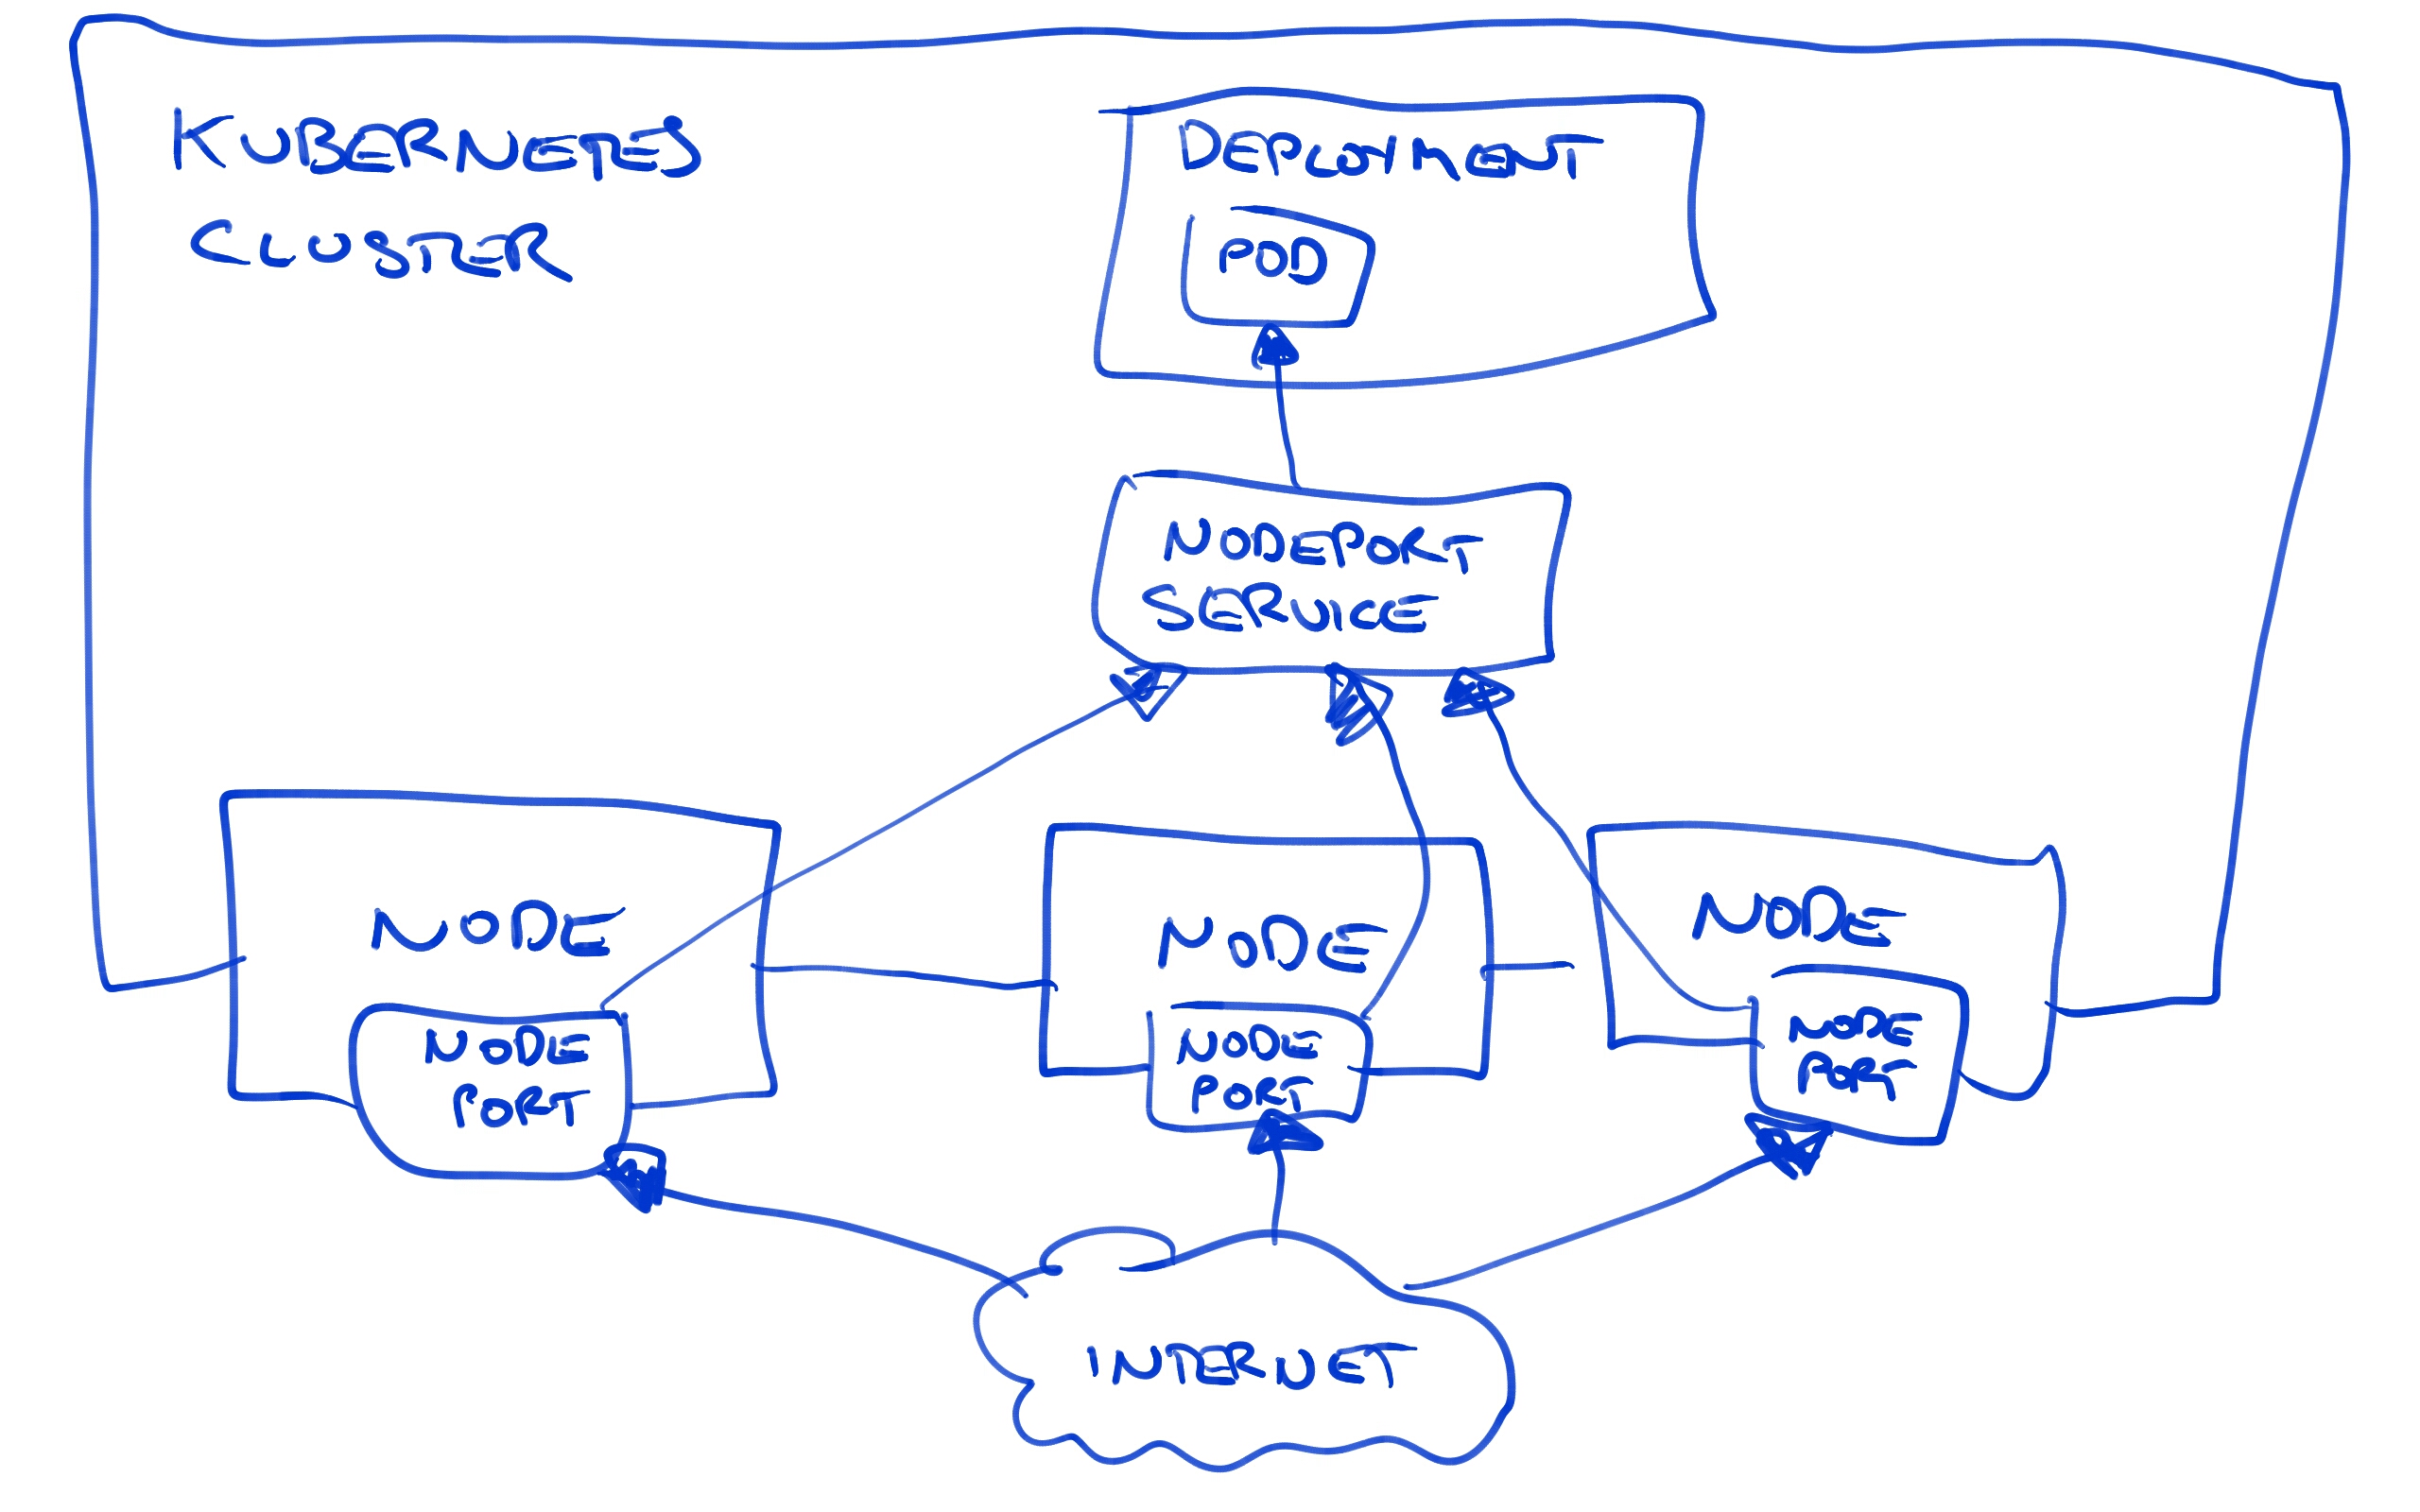 KUBERNETES
CLUSTER
DEPLOYMENT
POD
NODEPORT
SERVICE
NODE
NODE
PORT
NODE
NODE
PORT
NODE
NODE
PORT
INTERNET